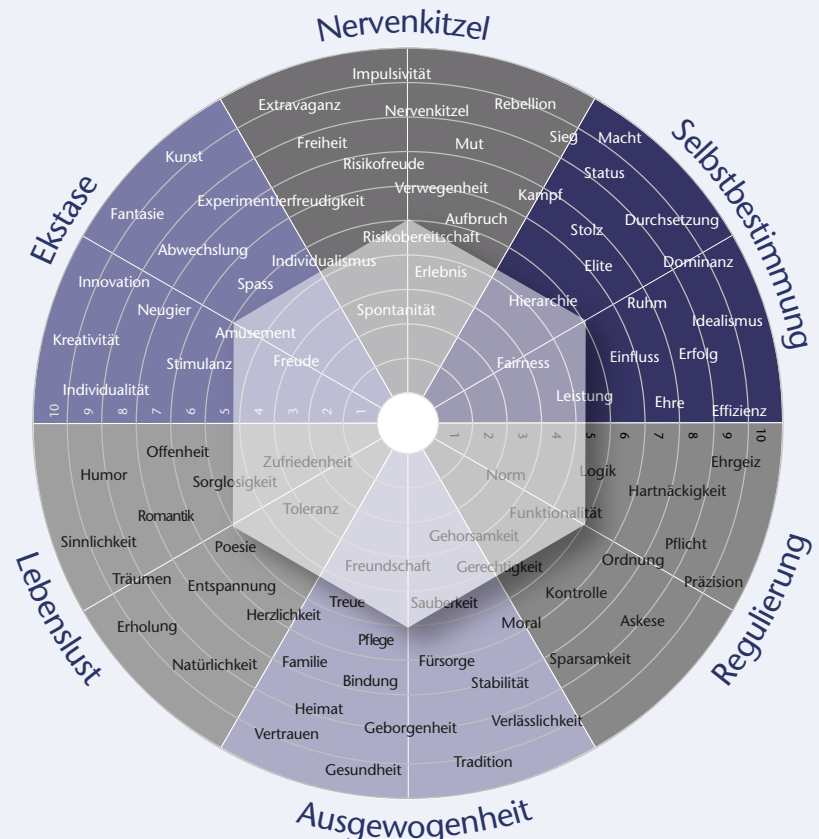 Nervenkitzel
Impulsivität
Extravaganz
Nervenkitzel
Rebellion
Freiheit
Mut
Risikofreude
Verwegenheit
Experimentierfreudigkeit
Aufbruch
Risikobereitschaft
Individualismus
Erlebnis
Spontanität
Selbstbestimmung
Sieg
Macht
Status
Kampf
Durchsetzung
Stolz
Dominanz
Elite
Hierarchie
Ruhm
Idealismus
Fairness
Einfluss
Erfolg
Leistung
Ehre
Effizienz
Ekstase
Kunst
Fantasie
Abwechslung
Innovation
Spass
Neugier
Kreativität
Amüsement
Stimulanz
Freude
Individualität
10 9 8 7 6 5 4 3 2 1
1 2 3 4 5 6 7 8 9 10
Lebenslust
Offenheit
Humor
Zufriedenheit
Sorglosigkeit
Romantik
Toleranz
Sinnlichkeit
Poesie
Träumen
Entspannung
Herzlichkeit
Erholung
Natürlichkeit
Regulierung
Ehrgeiz
Logik
Norm
Hartnäckigkeit
Funktionalität
Pflicht
Ordnung
Präzision
Kontrolle
Askese
Sparsamkeit
Ausgewogenheit
Gehorsamkeit
Freundschaft
Gerechtigkeit
Treue
Sauberkeit
Moral
Pflege
Familie
Fürsorge
Bindung
Stabilität
Heimat
Verlässlichkeit
Vertrauen
Geborgenheit
Tradition
Gesundheit